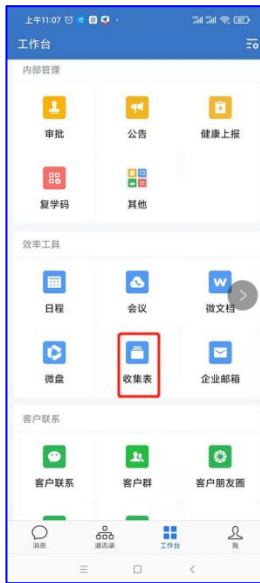 上午11:07
工作台
内部管理
审批 公告 健康上报
复学码 其他
效率工具
日程 会议 微文档
微盘 收集表 企业邮箱
客户联系
客户联系 客户群 客户朋友圈
消息 通讯录 工作台 我